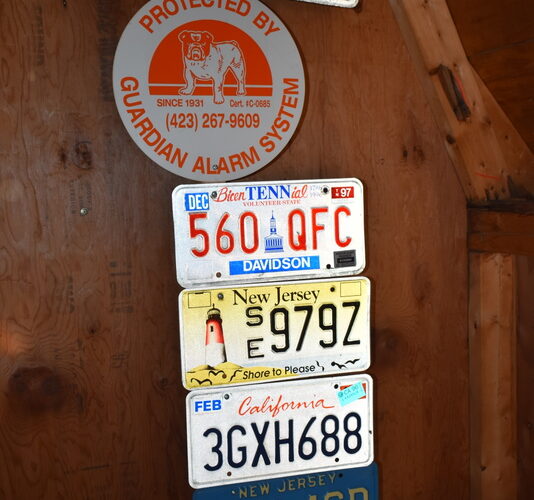 PROTECTED BY
SINCE 1931 Cert. #C-0685
(423) 267-9609
GUARDIAN ALARM SYSTEM
DEC BicenTENNial 97
VOLUNTEER STATE
560 QFC
DAVIDSON
New Jersey
SE 979Z
Shore to Please
FEB California
3GXH688
NEW JERSEY